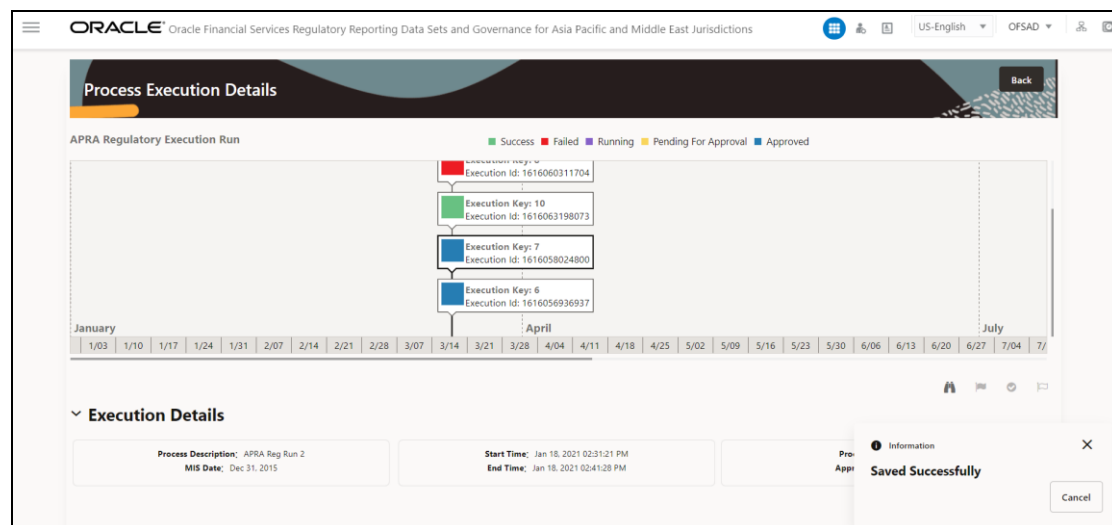 ORACLE Oracle Financial Services Regulatory Reporting Data Sets and Governance for Asia Pacific and Middle East Jurisdictions US-English OFSAD
Process Execution Details Back
APRA Regulatory Execution Run Success Failed Running Pending For Approval Approved
Execution Id: 1616060311704
Execution Key: 10
Execution Id: 1616063198073
Execution Key: 7
Execution Id: 1616058024800
Execution Key: 6
Execution Id: 1616056936937
January April July
1/03 1/10 1/17 1/24 1/31 2/07 2/14 2/21 2/28 3/07 3/14 3/21 3/28 4/04 4/11 4/18 4/25 5/02 5/09 5/16 5/23 5/30 6/06 6/13 6/20 6/27 7/04 7/
Execution Details
Process Description: APRA Reg Run 2
MIS Date: Dec 31, 2015
Start Time: Jan 18, 2021 02:31:21 PM
End Time: Jan 18, 2021 02:41:28 PM
Information
Saved Successfully
Cancel